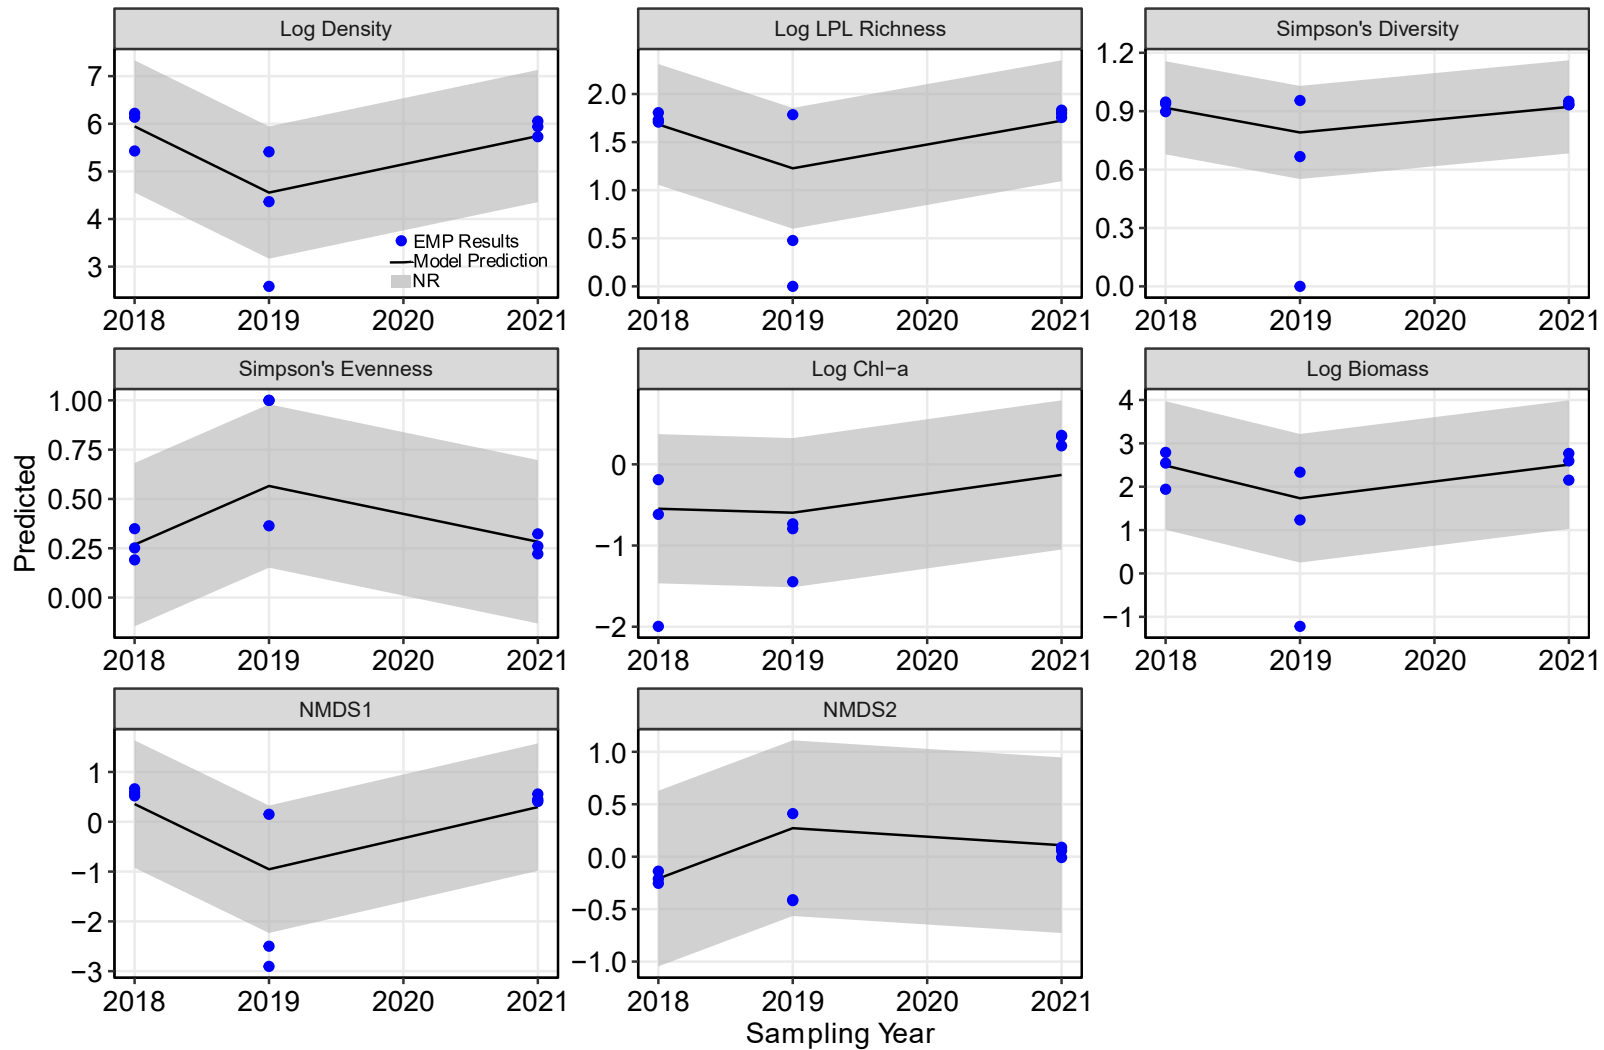 Log Density
Log LPL Richness
Simpson's Diversity
7
6
5
4
3
EMP Results
Model Prediction
NR
2018 2019 2020 2021
2.0
1.5
1.0
0.5
0.0
2018 2019 2020 2021
1.2
0.9
0.6
0.3
0.0
2018 2019 2020 2021
Predicted
Simpson's Evenness
Log Chl−a
Log Biomass
1.00
0.75
0.50
0.25
0.00
2018 2019 2020 2021
0
−1
−2
2018 2019 2020 2021
4
3
2
1
0
−1
2018 2019 2020 2021
NMDS1
NMDS2
1
0
−1
−2
−3
2018 2019 2020 2021
1.0
0.5
0.0
−0.5
−1.0
2018 2019 2020 2021
Sampling Year